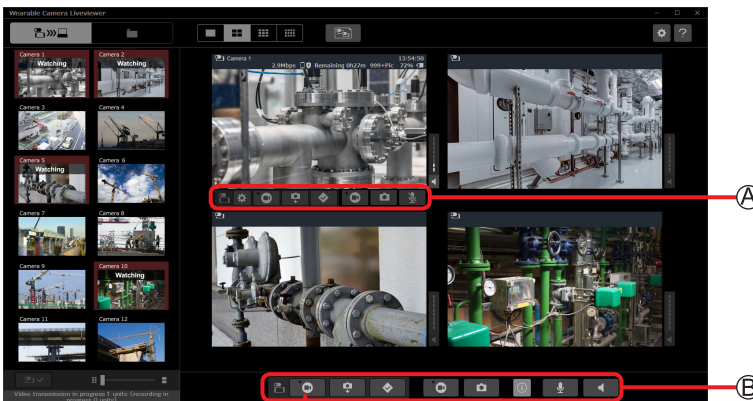 Wearable Camera Liveviewer
Camera 1
Watching
Camera 2
Watching
Camera 3
Camera 4
Camera 5
Watching
Camera 6
Camera 7
Camera 8
Camera 9
Camera 10
Watching
Camera 11
Camera 12
Video transmission in progress 1 units (recording in
progress 0 units)
Camera 1
13:54:50
2.9Mbps
Remaining 0h27m
999+Pic
72%
?
A
B